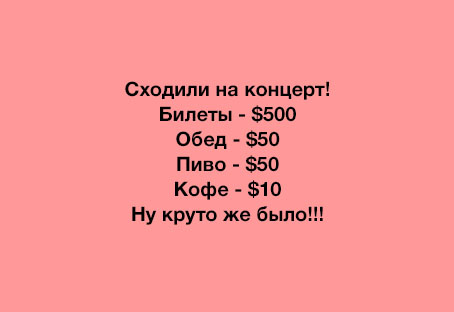 Сходили на концерт!
Билеты - $500
Обед - $50
Пиво - $50
Кофе - $10
Ну круто же было!!!